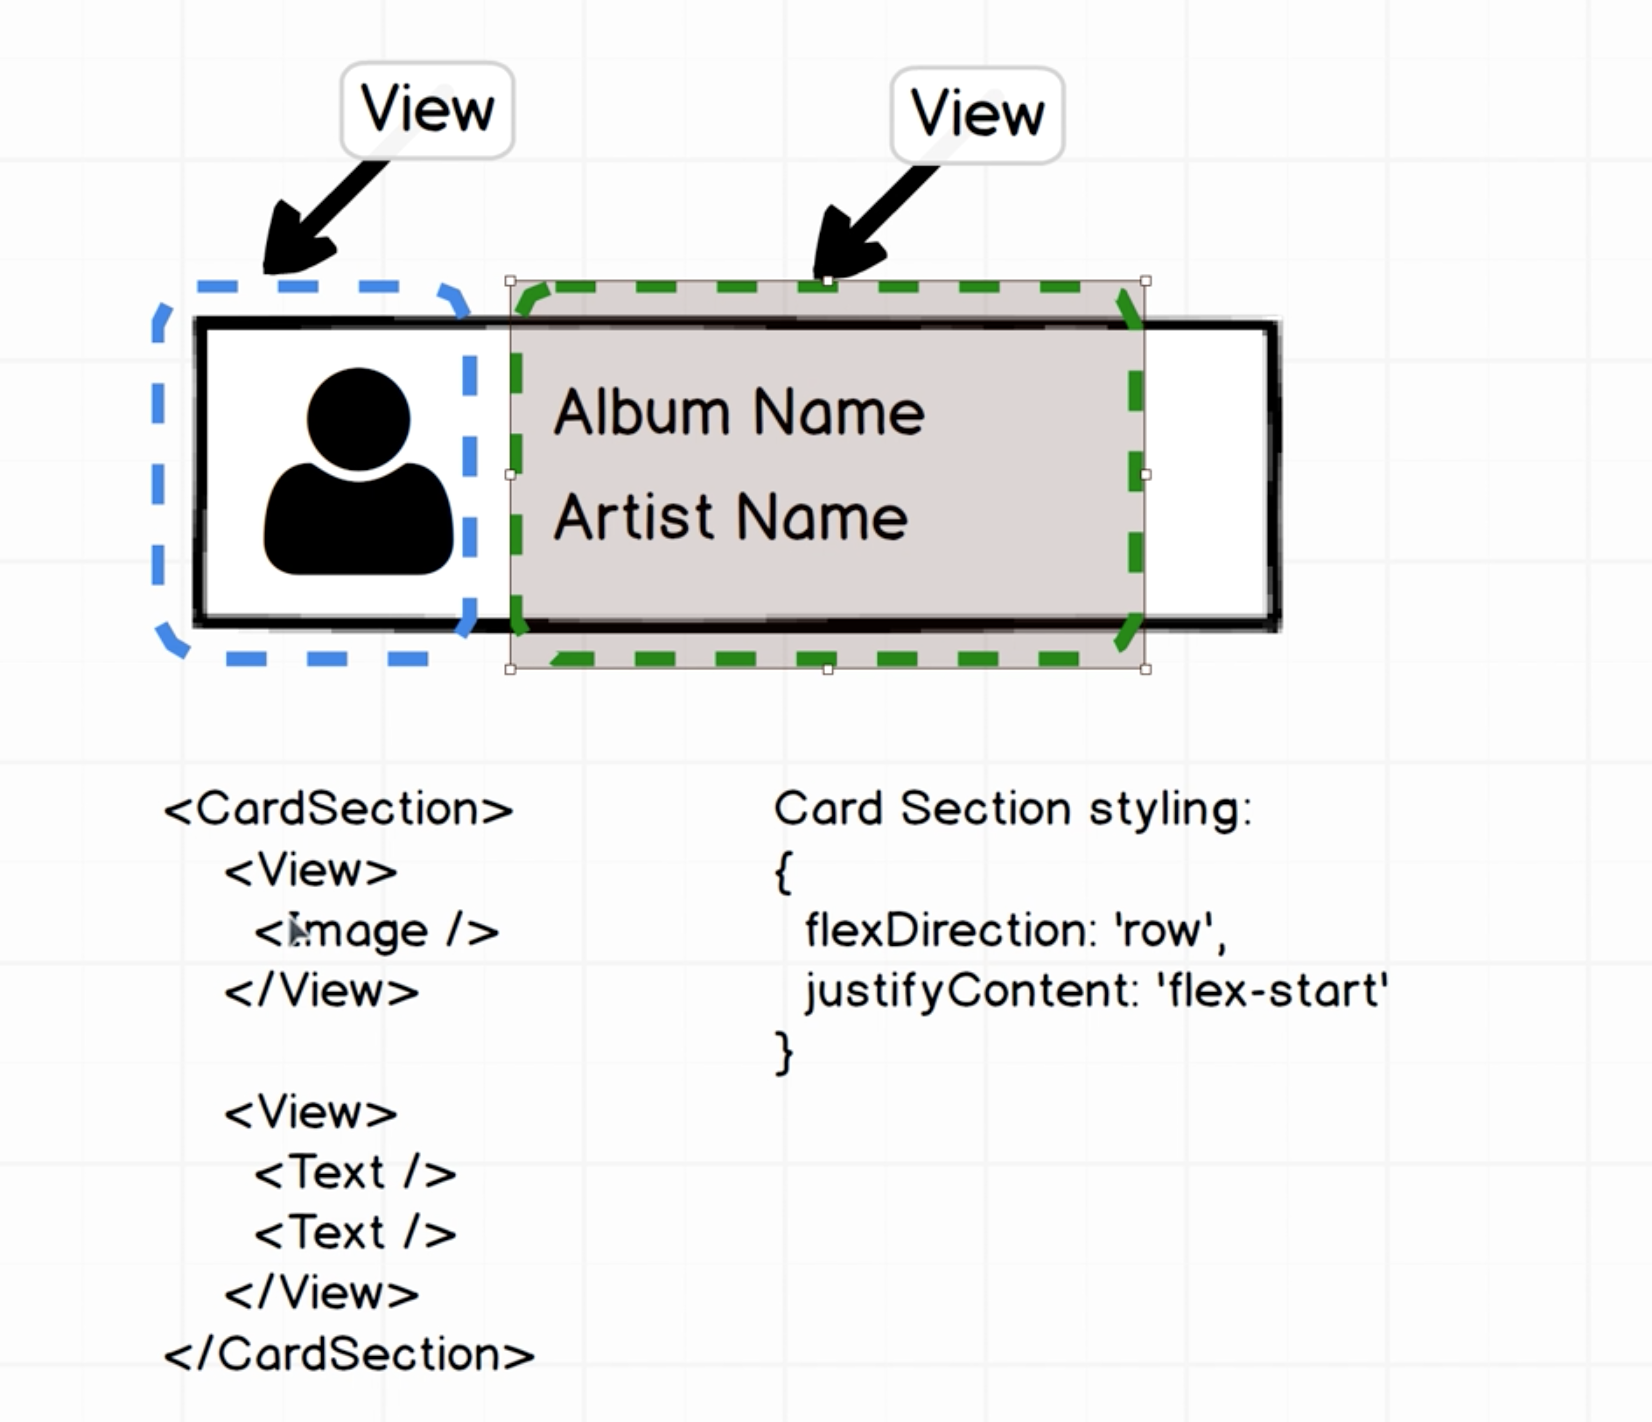 View
View
Album Name
Artist Name
<CardSection>
<View>
<Image />
</View>
<View>
<Text />
<Text />
</View>
</CardSection>
Card Section styling:
{
flexDirection: 'row',
justifyContent: 'flex-start'
}